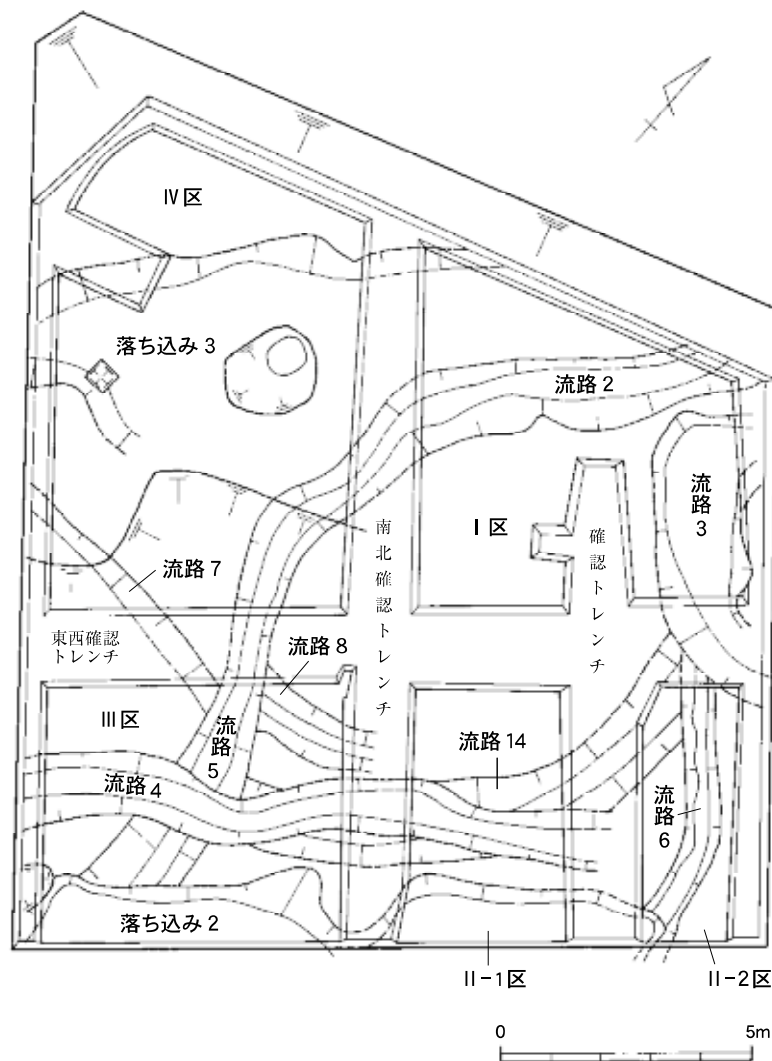 IV区
落ち込み3
流路2
流路3
I区
南北確認トレンチ
確認トレンチ
流路7
東西確認
トレンチ
流路8
III区
流路5
流路14
流路4
流路6
落ち込み2
II-1区
II-2区
0 5m